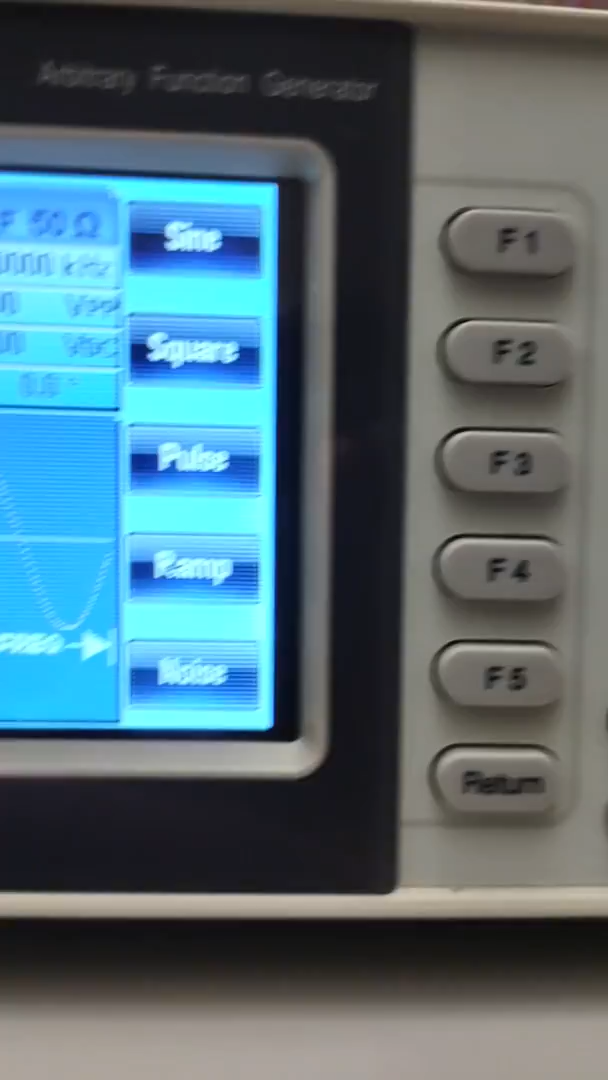 Arbitrary Function Generator
F 50 Ω
Sine
F1
kHz
Vpp
Square
F2
VDC
0.0 °
Pulse
F3
Ramp
F4
FREQ
Noise
F5
Return